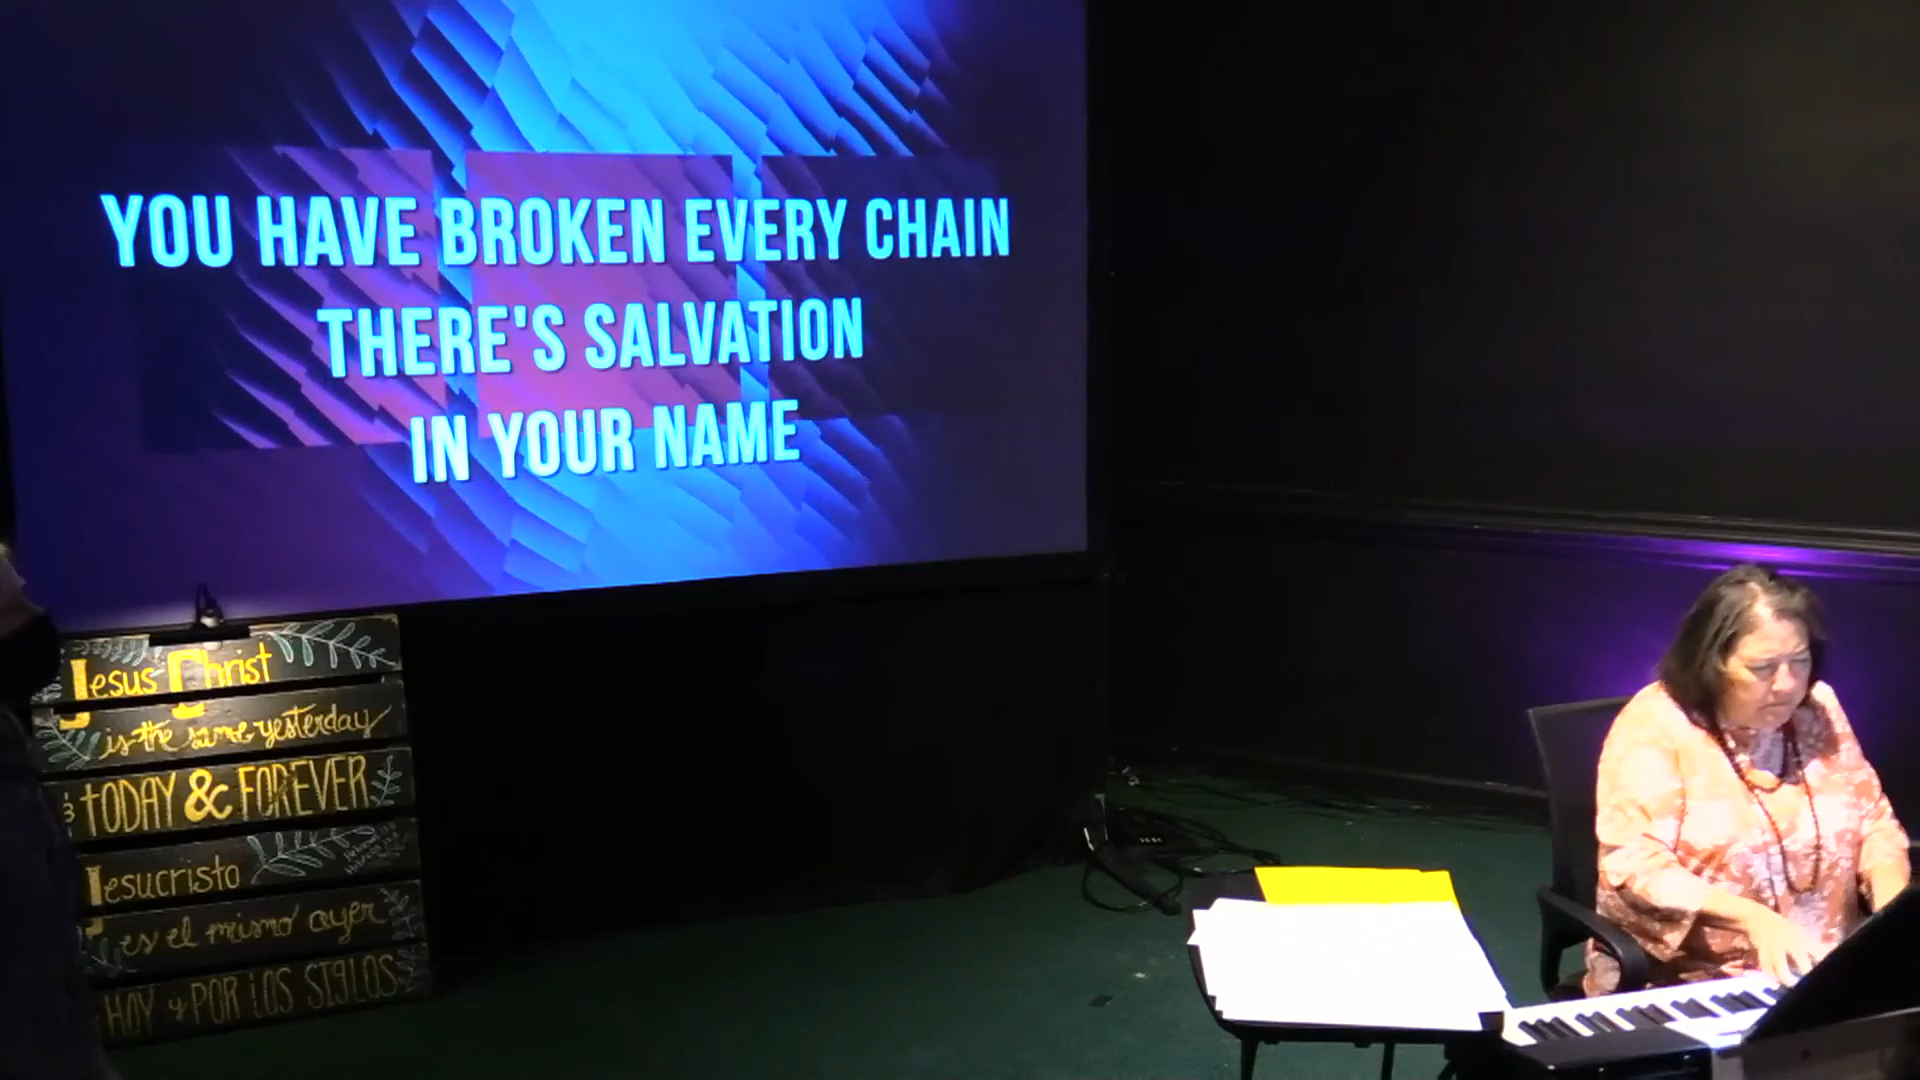 YOU HAVE BROKEN EVERY CHAIN
THERE'S SALVATION
IN YOUR NAME
Jesus Christ
is the same yesterday
& TODAY & FOREVER
Jesucristo
es el mismo ayer
HOY y POR LOS SIGLOS